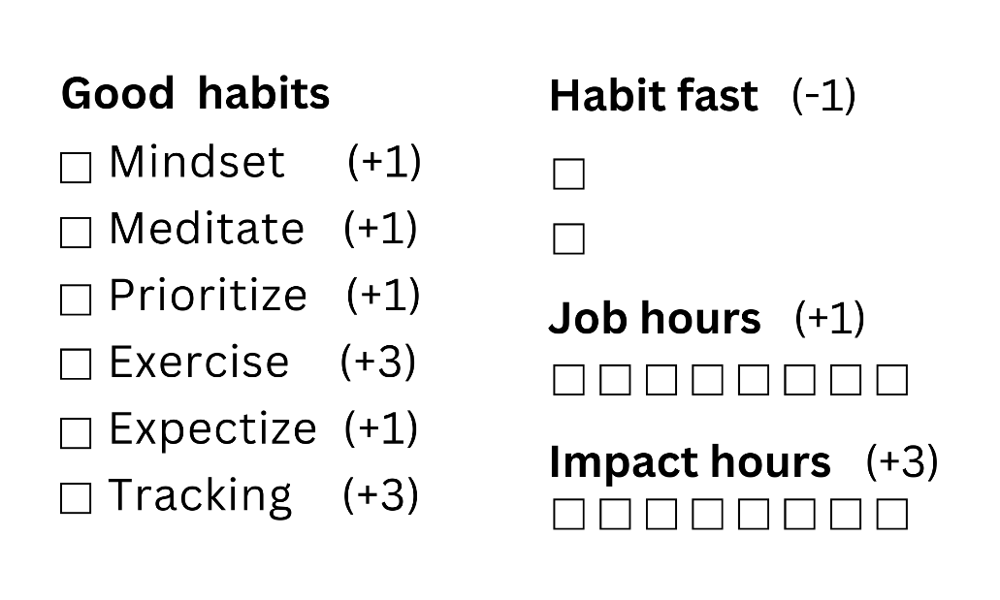 Good habits
☐ Mindset (+1)
☐ Meditate (+1)
☐ Prioritize (+1)
☐ Exercise (+3)
☐ Expectize (+1)
☐ Tracking (+3)
Habit fast (-1)
☐
☐
Job hours (+1)
☐ ☐ ☐ ☐ ☐ ☐ ☐ ☐
Impact hours (+3)
☐ ☐ ☐ ☐ ☐ ☐ ☐ ☐